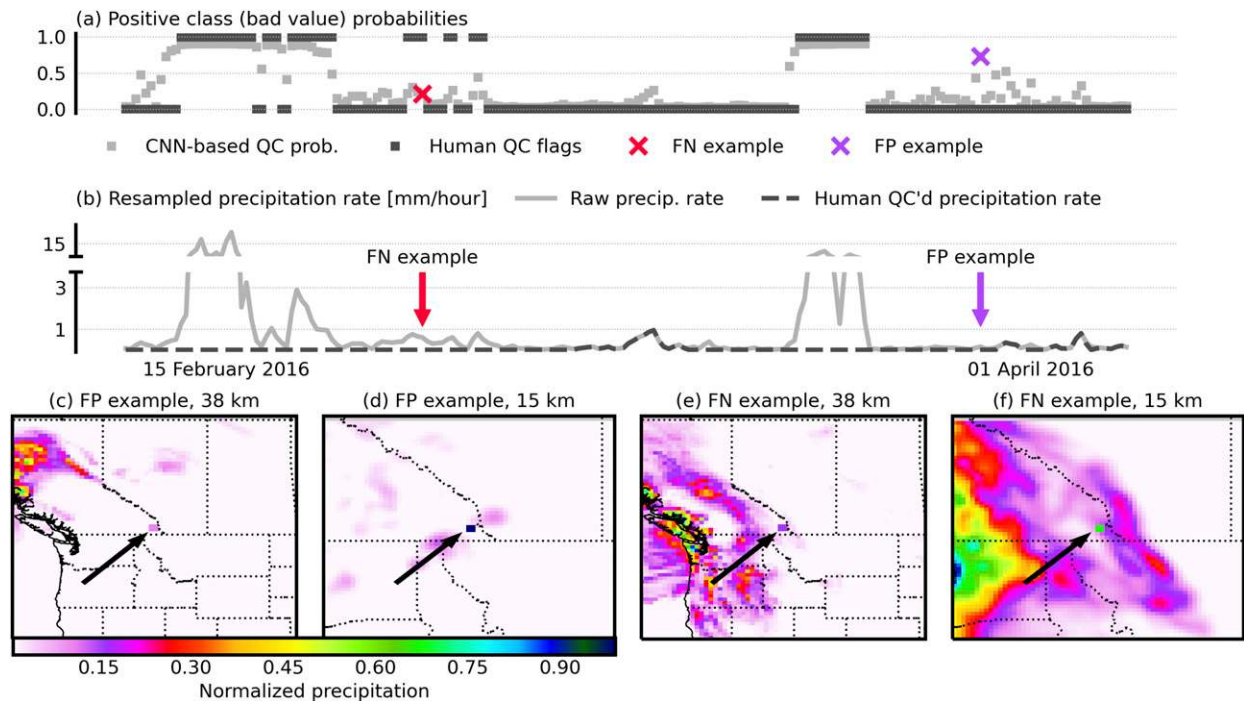 (a) Positive class (bad value) probabilities
1.0
0.5
0.0
CNN-based QC prob. Human QC flags FN example FP example
(b) Resampled precipitation rate [mm/hour] Raw precip. rate Human QC'd precipitation rate
15
FN example FP example
3
1
15 February 2016 01 April 2016
(c) FP example, 38 km (d) FP example, 15 km (e) FN example, 38 km (f) FN example, 15 km
0.15 0.30 0.45 0.60 0.75 0.90
Normalized precipitation